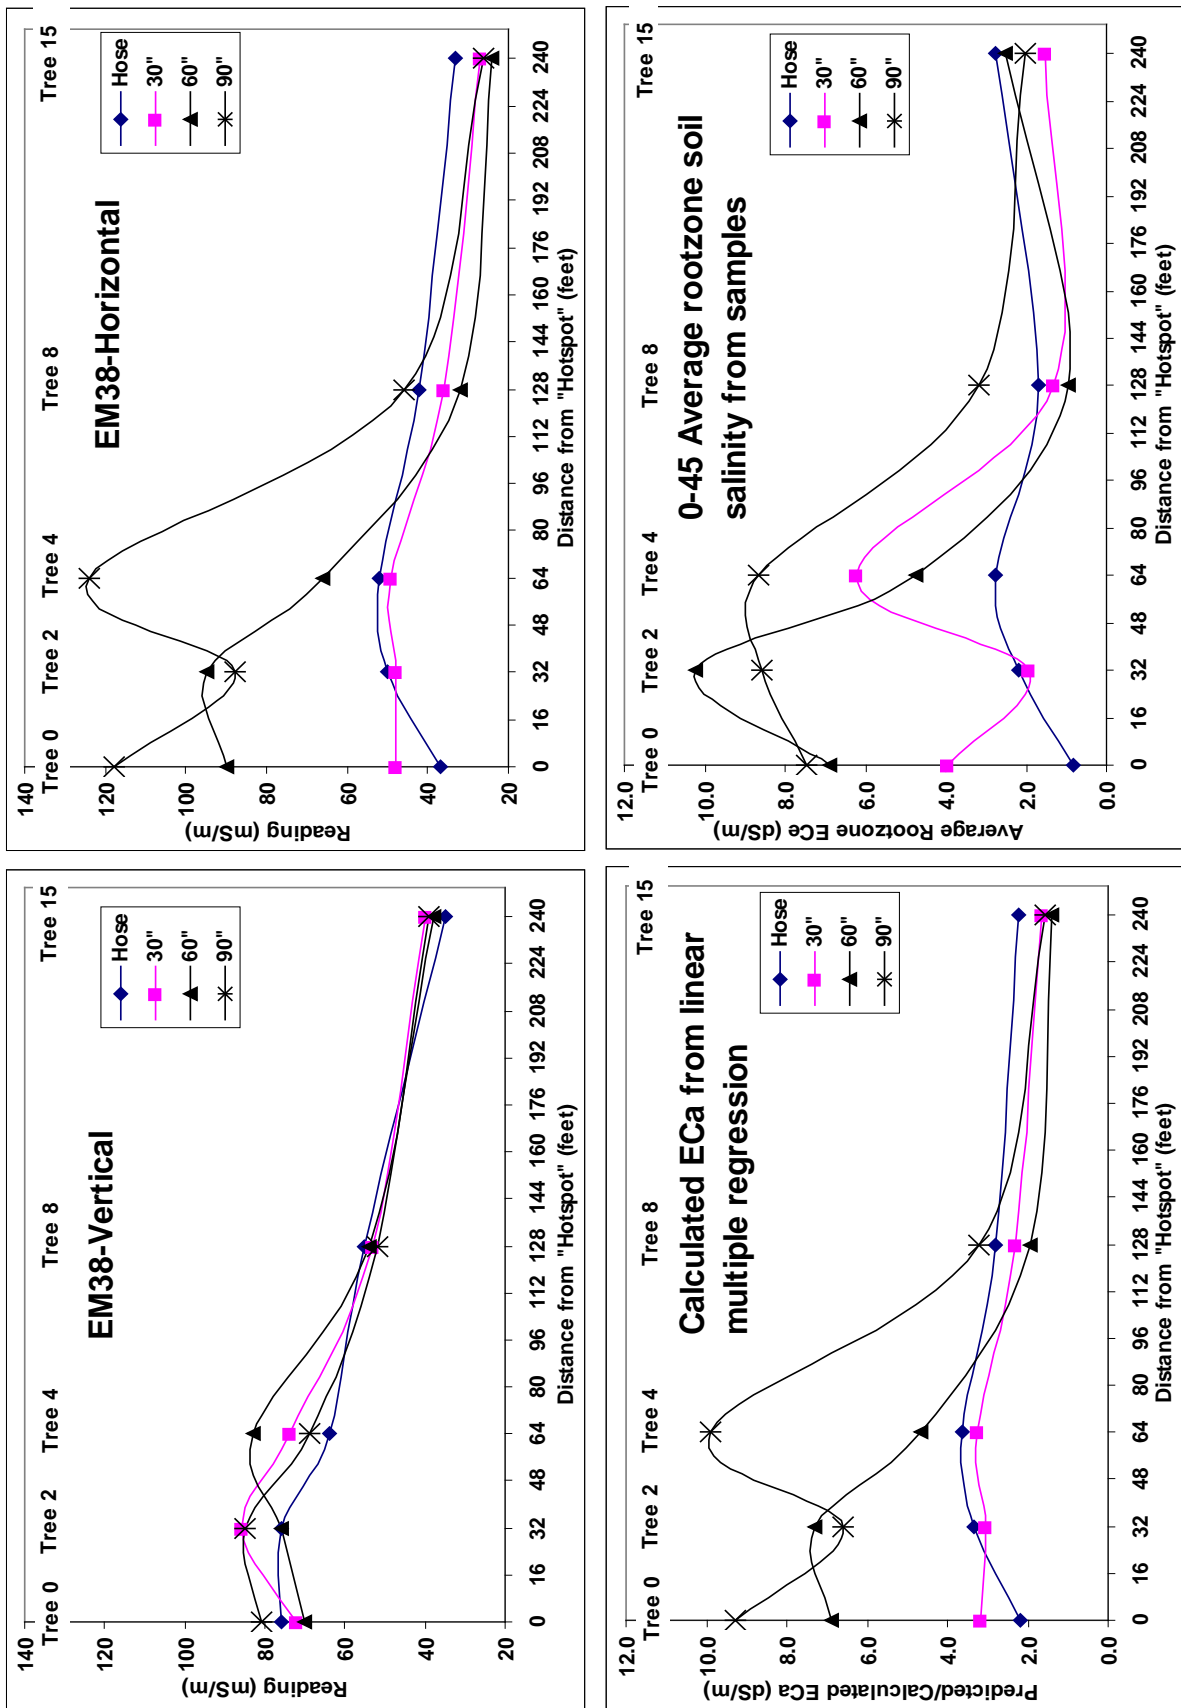 EM38-Vertical
Tree 0 Tree 2 Tree 4 Tree 8 Tree 15
Hose
30"
60"
90"
Reading (mS/m)
140
120
100
80
60
40
20
0 16 32 48 64 80 96 112 128 144 160 176 192 208 224 240
Distance from "Hotspot" (feet)
EM38-Horizontal
Tree 0 Tree 2 Tree 4 Tree 8 Tree 15
Hose
30"
60"
90"
Reading (mS/m)
140
120
100
80
60
40
20
0 16 32 48 64 80 96 112 128 144 160 176 192 208 224 240
Distance from "Hotspot" (feet)
Calculated ECa from linear
multiple regression
Tree 0 Tree 2 Tree 4 Tree 8 Tree 15
Hose
30"
60"
90"
Predicted/Calculated ECa (dS/m)
12.0
10.0
8.0
6.0
4.0
2.0
0.0
0 16 32 48 64 80 96 112 128 144 160 176 192 208 224 240
Distance from "Hotspot" (feet)
0-45 Average rootzone soil
salinity from samples
Tree 0 Tree 2 Tree 4 Tree 8 Tree 15
Hose
30"
60"
90"
Average Rootzone ECe (dS/m)
12.0
10.0
8.0
6.0
4.0
2.0
0.0
0 16 32 48 64 80 96 112 128 144 160 176 192 208 224 240
Distance from "Hotspot" (feet)